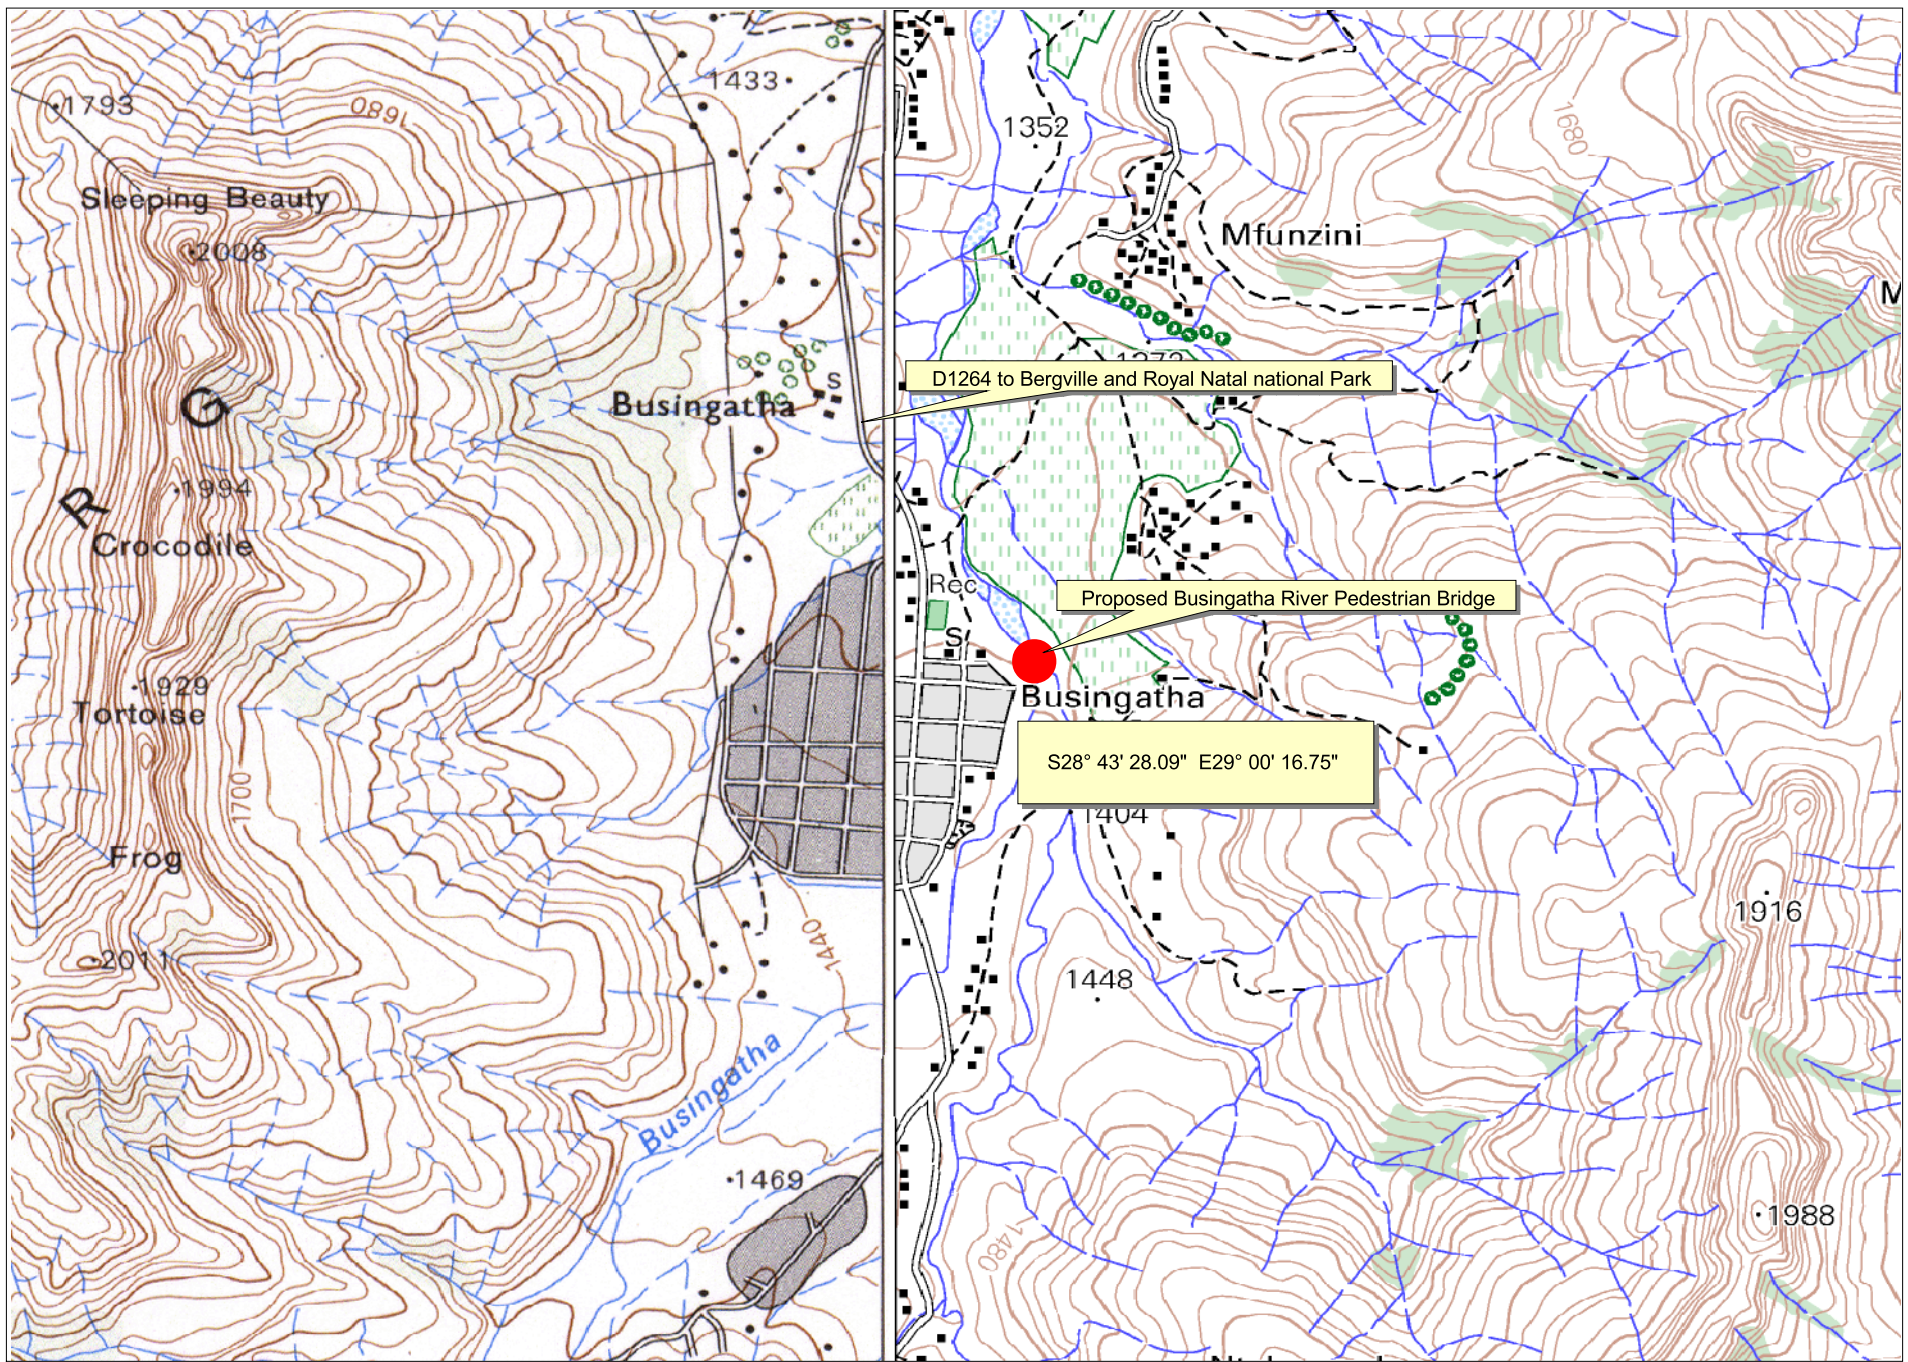 1433
1793
1680
1352
1680
Sleeping Beauty
2008
Mfunzini
M
D1264 to Bergville and Royal Natal national Park
S
Busingatha
G
1994
R
Crocodile
Rec
Proposed Busingatha River Pedestrian Bridge
S
1929
Tortoise
Busingatha
S28° 43' 28.09" E29° 00' 16.75"
1700
1404
Frog
1916
1440
2011
1448
Busingatha
1469
1988
1480